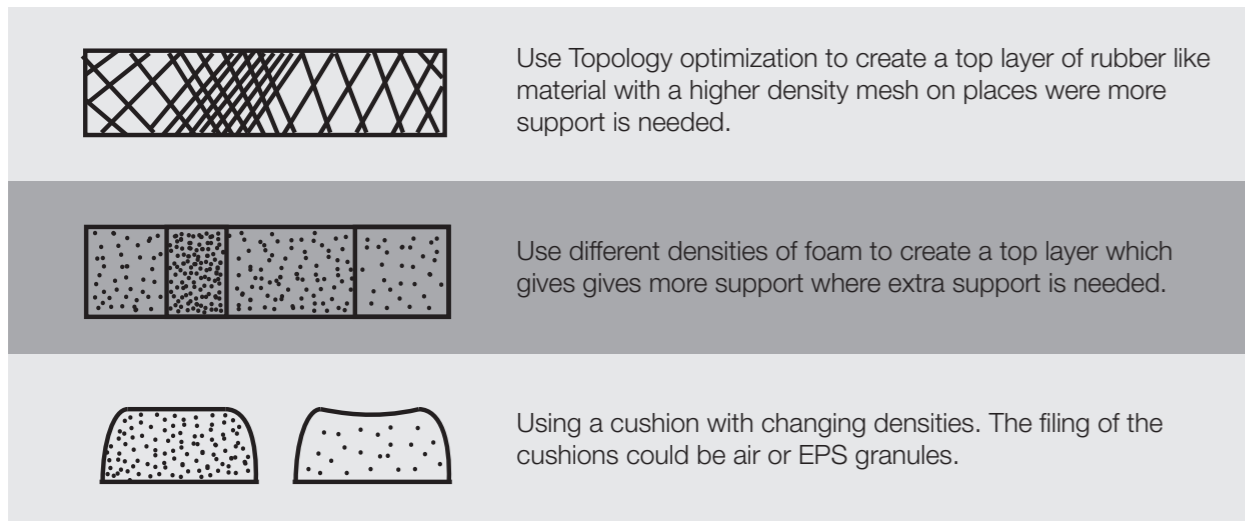 Use Topology optimization to create a top layer of rubber like
material with a higher density mesh on places were more
support is needed.
Use different densities of foam to create a top layer which
gives gives more support where extra support is needed.
Using a cushion with changing densities. The filing of the
cushions could be air or EPS granules.